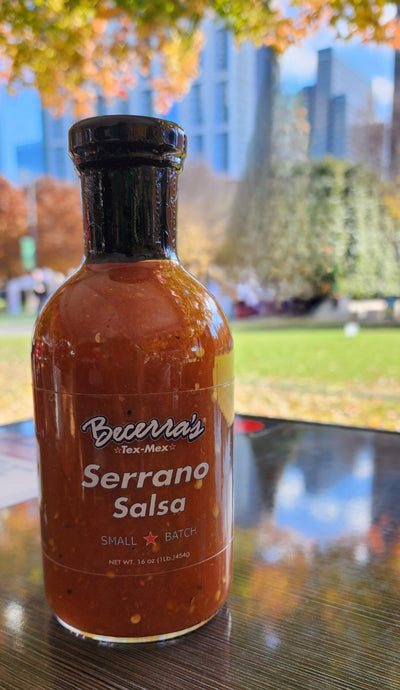 Becerra's
☆Tex-Mex☆
Serrano
Salsa
SMALL ★ BATCH
NET WT. 16 oz (1Lb.)454g